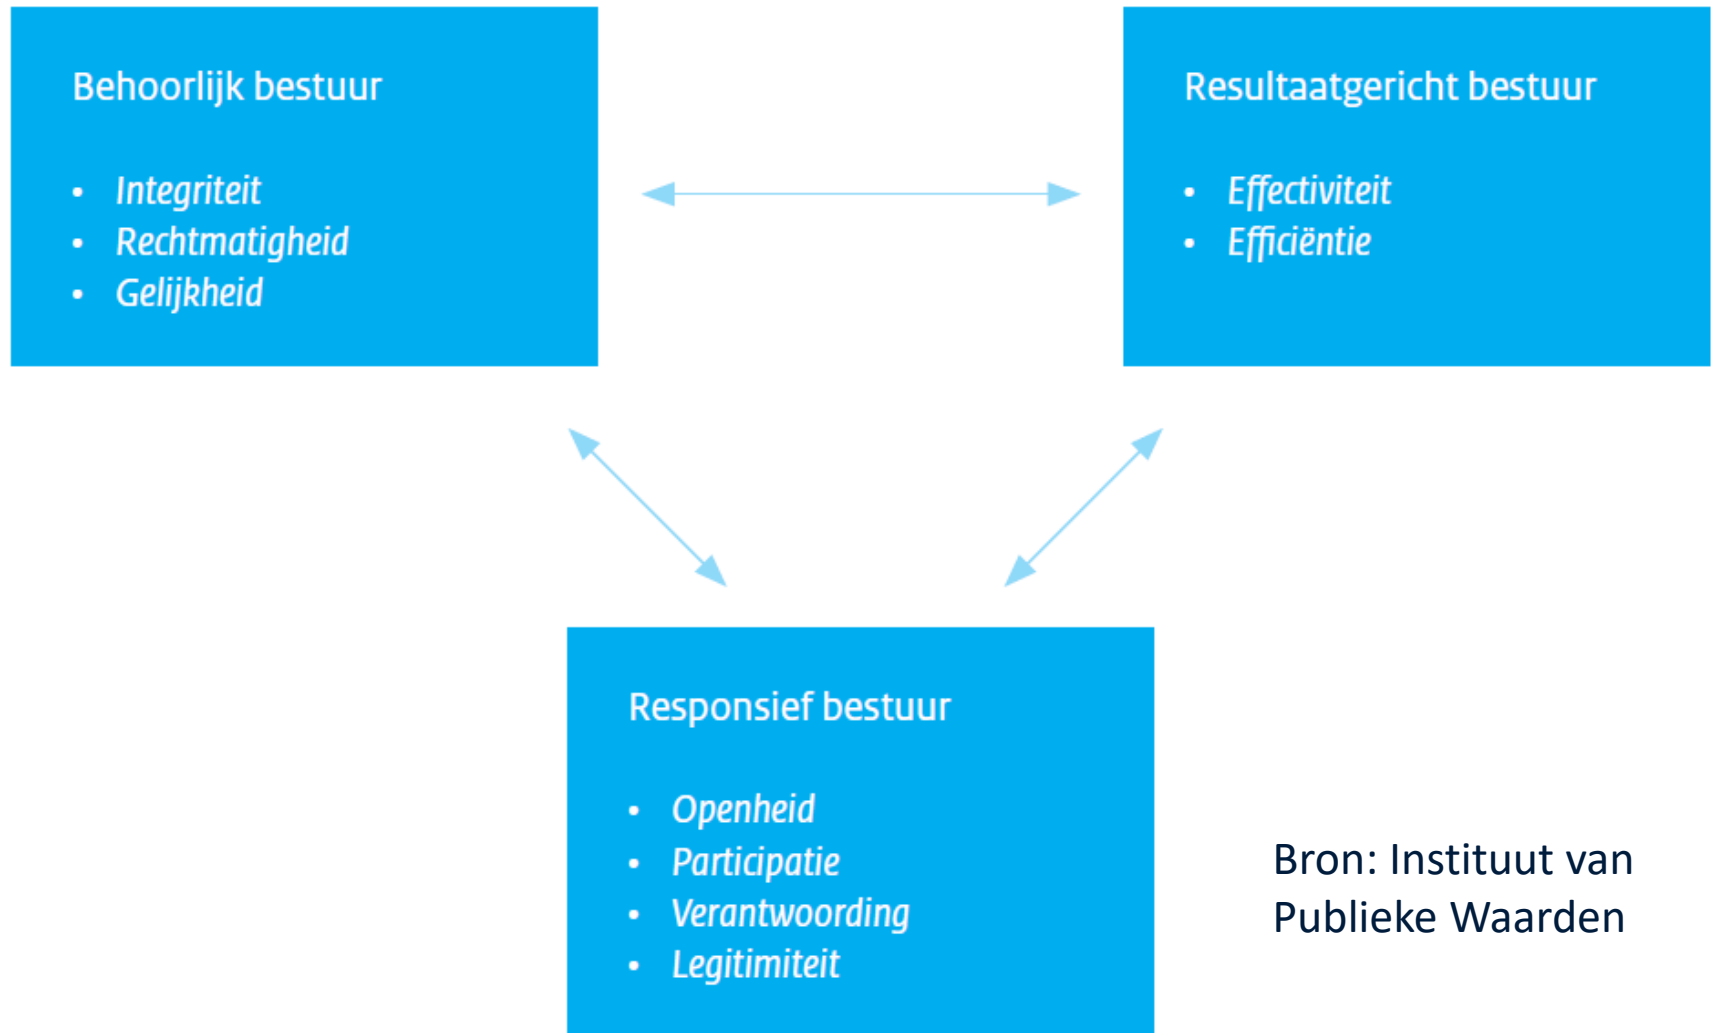 Behoorlijk bestuur
• Integriteit
• Rechtmatigheid
• Gelijkheid
Resultaatgericht bestuur
• Effectiviteit
• Efficiëntie
Responsief bestuur
• Openheid
• Participatie
• Verantwoording
• Legitimiteit
Bron: Instituut van
Publieke Waarden